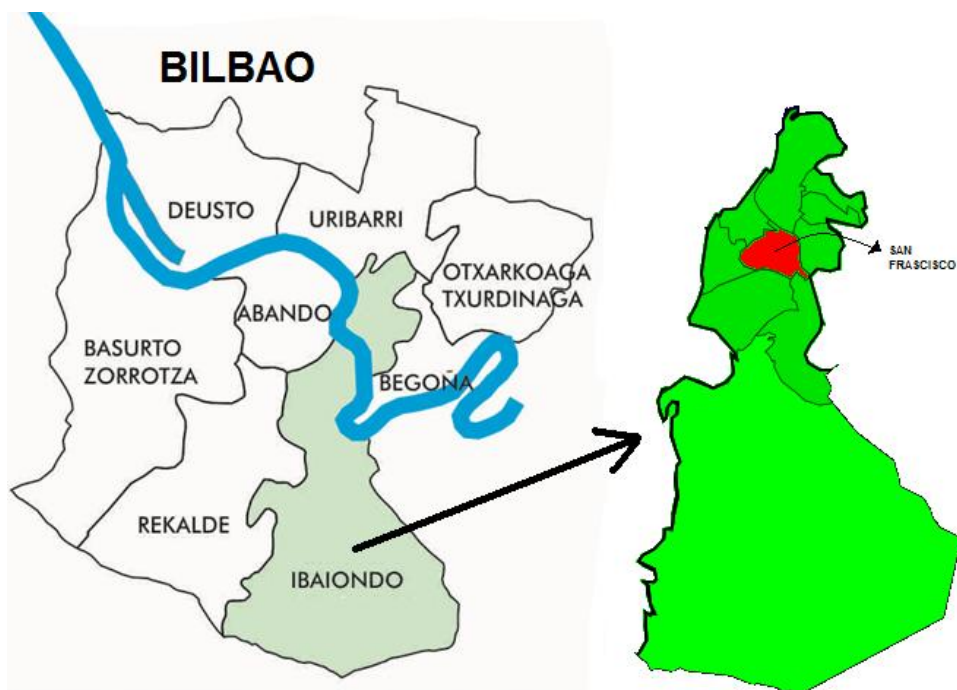 BILBAO
DEUSTO
URIBARRI
OTXARKOAGA
TXURDINAGA
ABANDO
BASURTO
ZORROTZA
BEGOÑA
REKALDE
IBAIONDO
SAN
FRASCISCO